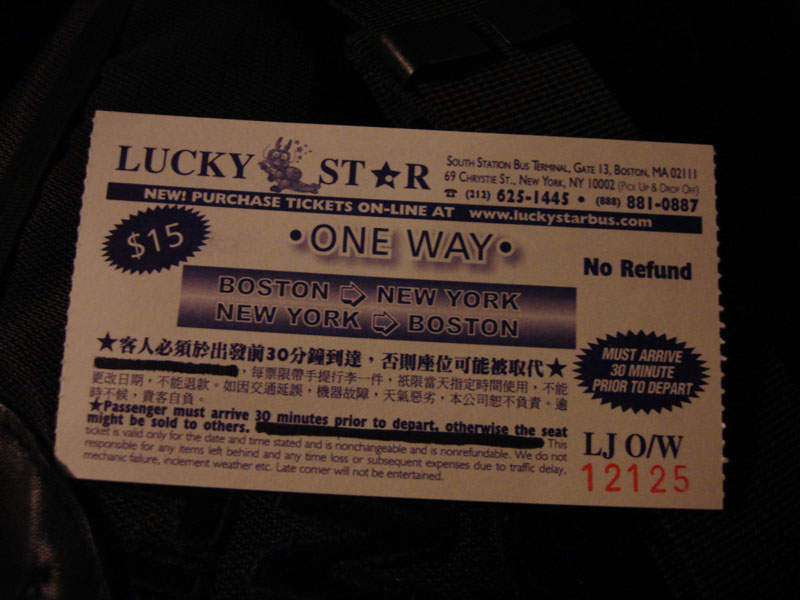 LUCKY ST★R
SOUTH STATION BUS TERMINAL, GATE 13, BOSTON, MA 02111
69 CHRYSTIE ST., NEW YORK, NY 10002 (PICK UP & DROP OFF)
☎ (212) 625-1445 • (888) 881-0887
NEW! PURCHASE TICKETS ON-LINE AT www.luckystarbus.com
$15
•ONE WAY•
No Refund
BOSTON ⇨ NEW YORK
NEW YORK ⇨ BOSTON
MUST ARRIVE
30 MINUTE
PRIOR TO DEPART
★客人必須於出發前30分鐘到達，否則座位可能被取代★
，每票限帶手提行李一件，祇限當天指定時間使用，不能
更改日期，不能退款。如因交通延誤，機器故障，天氣惡劣，本公司恕不負責。逾
時不候，貴客自負。
★Passenger must arrive 30 minutes prior to depart, otherwise the seat
might be sold to others. This
ticket is valid only for the date and time stated and is nonchangeable and is nonrefundable. We do not
responsible for any items left behind and any time loss or subsequent expenses due to traffic delay,
mechanic failure, inclement weather etc. Late comer will not be entertained.
LJ O/W
12125